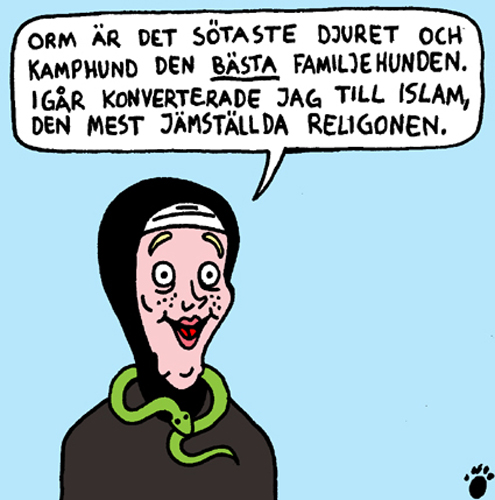 ORM ÄR DET SÖTASTE DJURET OCH
KAMPHUND DEN BÄSTA FAMILJEHUNDEN.
IGÅR KONVERTERADE JAG TILL ISLAM,
DEN MEST JÄMSTÄLLDA RELIGONEN.